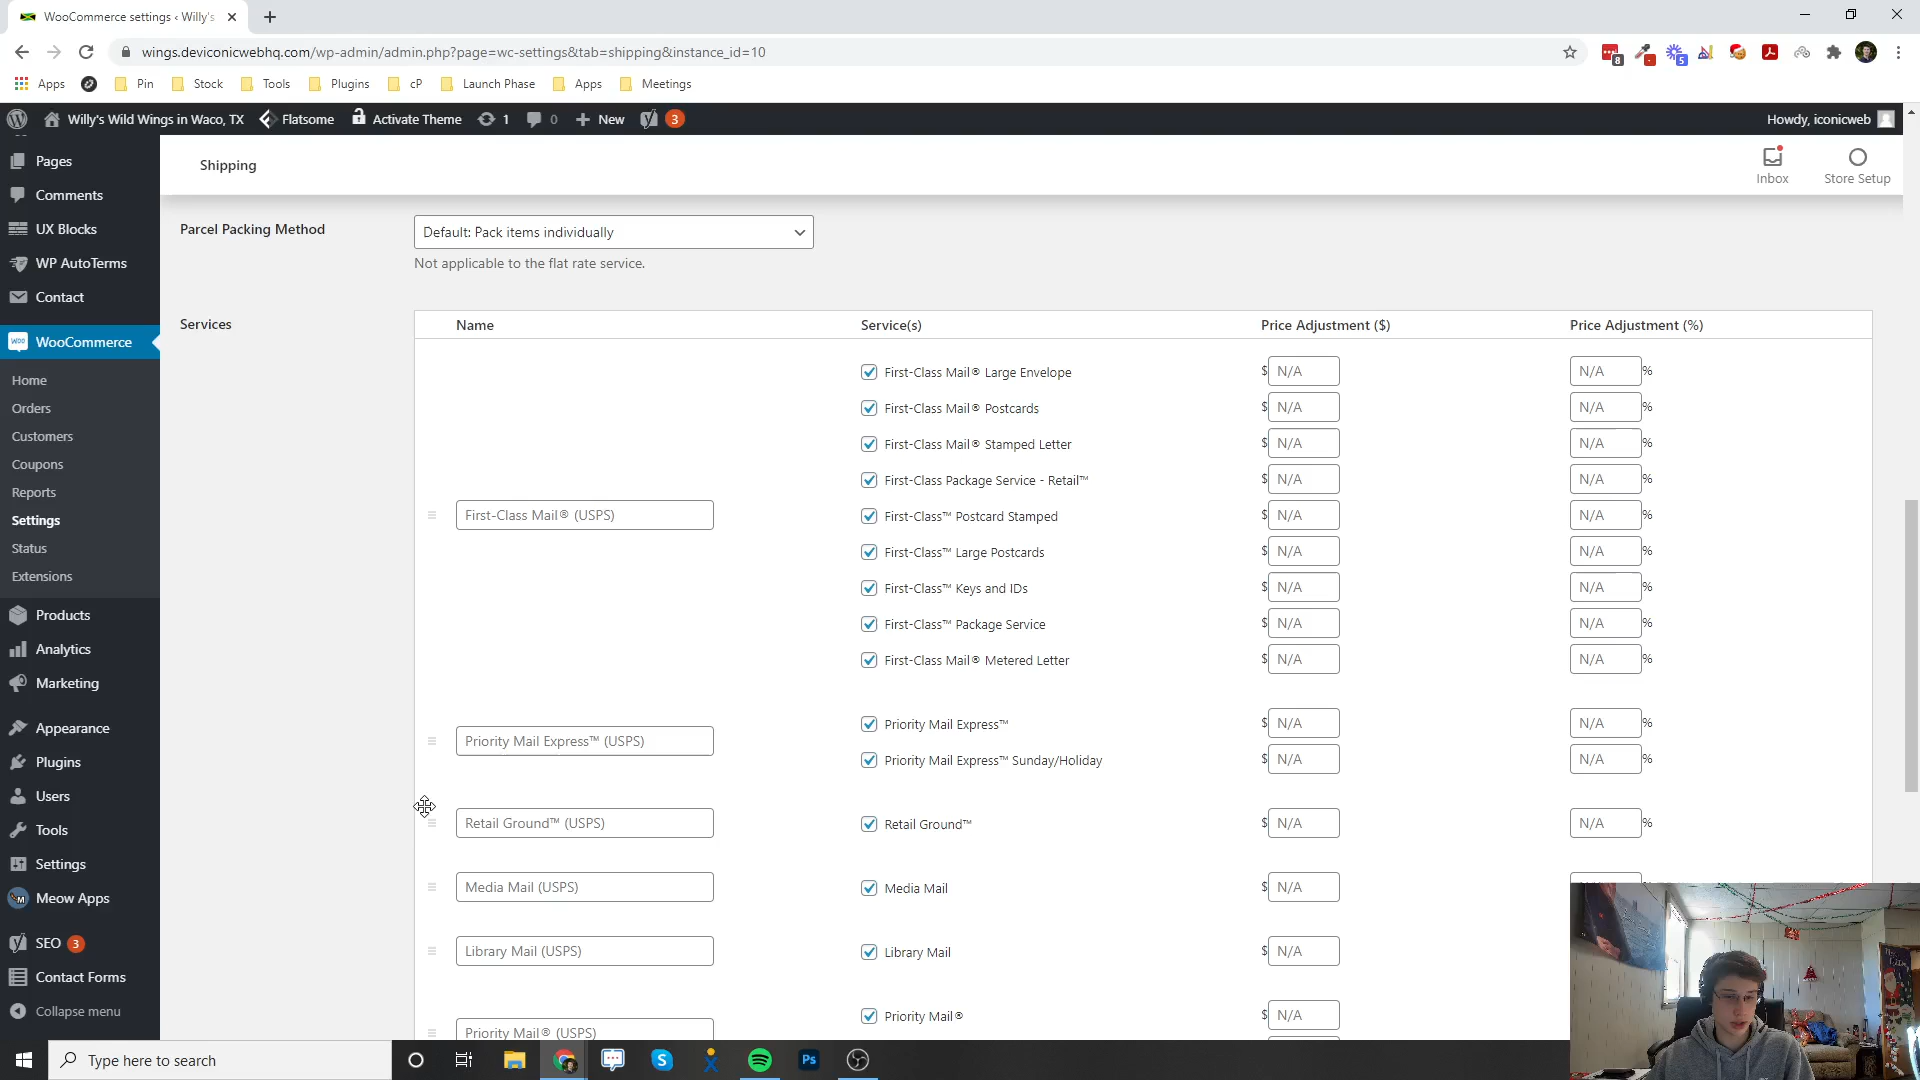 WooCommerce settings ‹ Willy's
wings.deviconicwebhq.com/wp-admin/admin.php?page=wc-settings&tab=shipping&instance_id=10
8
5
Apps
Pin
Stock
Tools
Plugins
cP
Launch Phase
Apps
Meetings
Willy's Wild Wings in Waco, TX
Flatsome
Activate Theme
1
0
New
3
Howdy, iconicweb
Pages
Comments
UX Blocks
WP AutoTerms
Contact
WooCommerce
Home
Orders
Customers
Coupons
Reports
Settings
Status
Extensions
Products
Analytics
Marketing
Appearance
Plugins
Users
Tools
Settings
Meow Apps
SEO 3
Contact Forms
Collapse menu
Shipping
Inbox
Store Setup
Parcel Packing Method
Default: Pack items individually
Not applicable to the flat rate service.
Services
Name Service(s) Price Adjustment ($) Price Adjustment (%)
First-Class Mail® (USPS)
First-Class Mail® Large Envelope $ N/A N/A %
First-Class Mail® Postcards $ N/A N/A %
First-Class Mail® Stamped Letter $ N/A N/A %
First-Class Package Service - Retail™ $ N/A N/A %
First-Class™ Postcard Stamped $ N/A N/A %
First-Class™ Large Postcards $ N/A N/A %
First-Class™ Keys and IDs $ N/A N/A %
First-Class™ Package Service $ N/A N/A %
First-Class Mail® Metered Letter $ N/A N/A %
Priority Mail Express™ (USPS)
Priority Mail Express™ $ N/A N/A %
Priority Mail Express™ Sunday/Holiday $ N/A N/A %
Retail Ground™ (USPS) Retail Ground™ $ N/A N/A %
Media Mail (USPS) Media Mail $ N/A
Library Mail (USPS) Library Mail $ N/A
Priority Mail® (USPS) Priority Mail® $ N/A
Type here to search
Ps